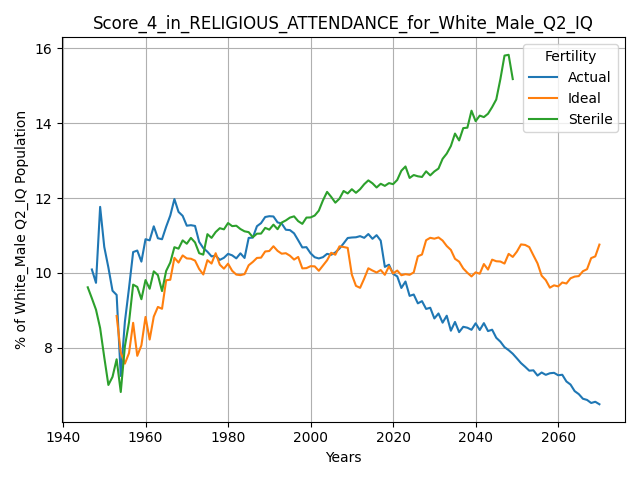 Score_4_in_RELIGIOUS_ATTENDANCE_for_White_Male_Q2_IQ
% of White_Male Q2_IQ Population
16
14
12
10
8
Fertility
Actual
Ideal
Sterile
1940
1960
1980
2000
2020
2040
2060
Years